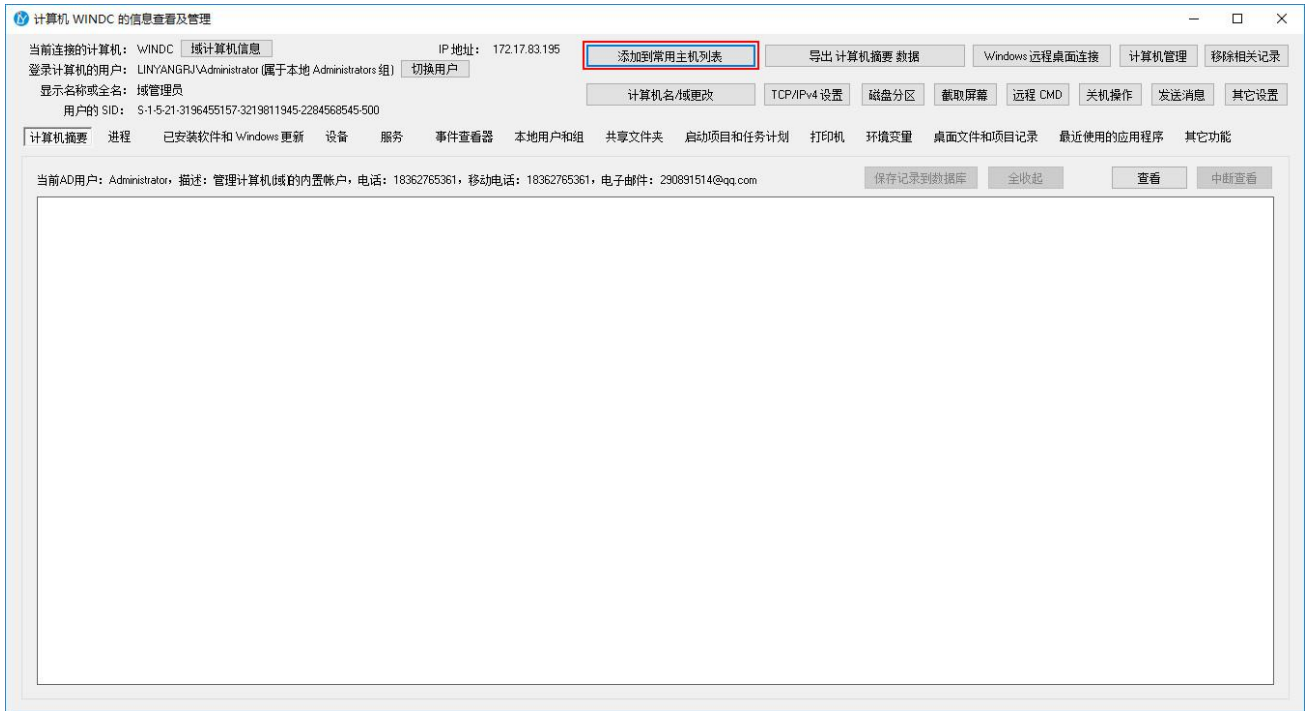 计算机 WINDC 的信息查看及管理
当前连接的计算机： WINDC 域计算机信息 IP 地址： 172.17.83.195 添加到常用主机列表 导出 计算机摘要 数据 Windows 远程桌面连接 计算机管理 移除相关记录
登录计算机的用户： LINYANGRJ\Administrator (属于本地 Administrators 组) 切换用户
显示名称或全名： 域管理员 计算机名/域更改 TCP/IPv4 设置 磁盘分区 截取屏幕 远程 CMD 关机操作 发送消息 其它设置
用户的 SID： S-1-5-21-3196455157-3219811945-2284568545-500
计算机摘要 进程 已安装软件和 Windows 更新 设备 服务 事件查看器 本地用户和组 共享文件夹 启动项目和任务计划 打印机 环境变量 桌面文件和项目记录 最近使用的应用程序 其它功能
当前AD用户：Administrator，描述：管理计算机(域)的内置帐户，电话：18362765361，移动电话：18362765361，电子邮件：290891514@qq.com 保存记录到数据库 全收起 查看 中断查看